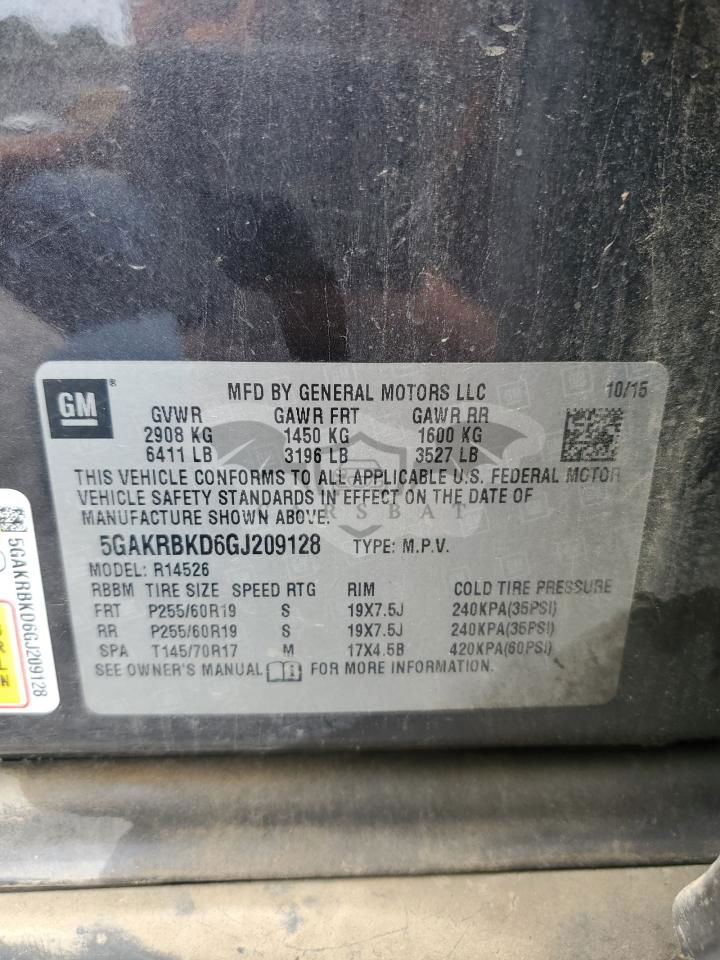 GM ®
MFD BY GENERAL MOTORS LLC 10/15
GVWR GAWR FRT GAWR RR
2908 KG 1450 KG 1600 KG
6411 LB 3196 LB 3527 LB
THIS VEHICLE CONFORMS TO ALL APPLICABLE U.S. FEDERAL MOTOR
VEHICLE SAFETY STANDARDS IN EFFECT ON THE DATE OF
MANUFACTURE SHOWN ABOVE.
5GAKRBKD6GJ209128 TYPE: M.P.V.
MODEL: R14526
RBBM TIRE SIZE SPEED RTG RIM COLD TIRE PRESSURE
FRT P255/60R19 S 19X7.5J 240KPA(35PSI)
RR P255/60R19 S 19X7.5J 240KPA(35PSI)
SPA T145/70R17 M 17X4.5B 420KPA(60PSI)
SEE OWNER'S MANUAL FOR MORE INFORMATION.
5GAKRBKD6GJ209128